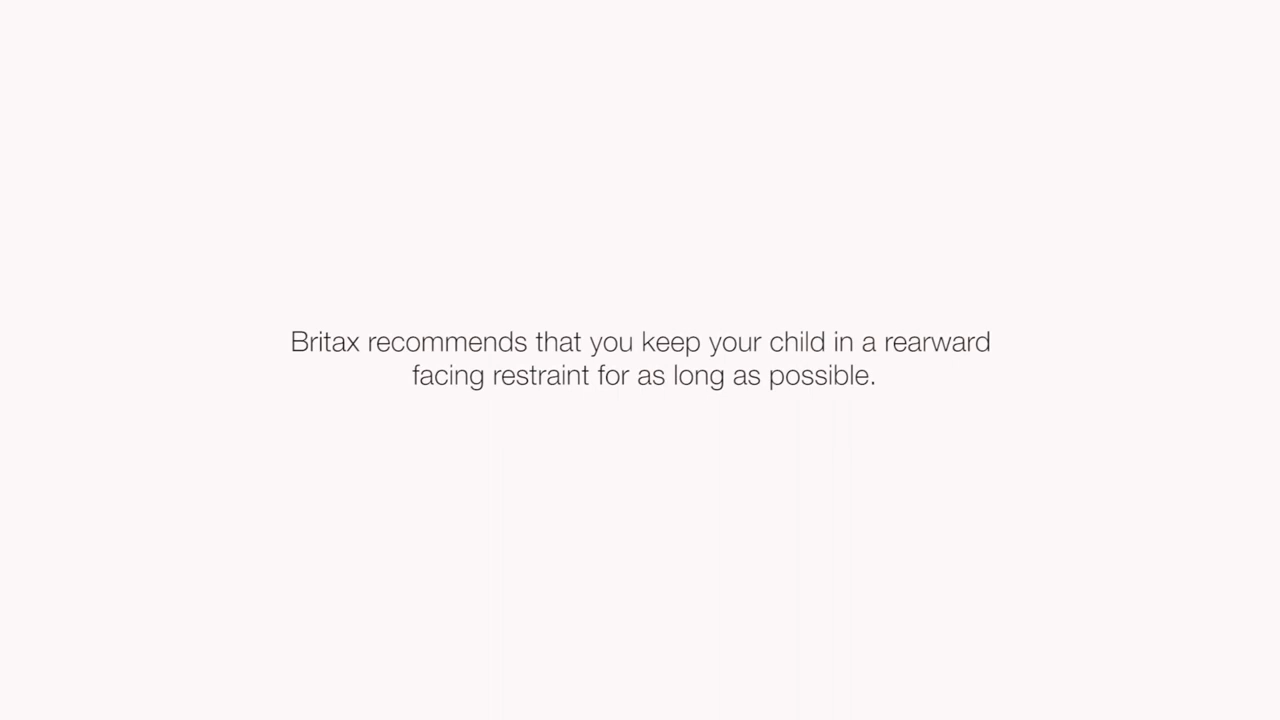 Britax recommends that you keep your child in a rearward
facing restraint for as long as possible.